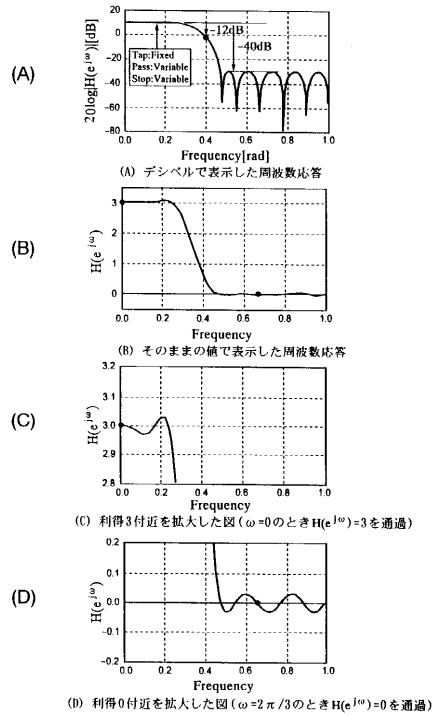 (A)
20log|H(e^jω)|[dB]
20
0
-20
-40
-60
-80
-12dB
-40dB
Tap:Fixed
Pass:Variable
Stop:Variable
0.0 0.2 0.4 0.6 0.8 1.0
Frequency[rad]
(A) デシベルで表示した周波数応答
(B)
H(e^jω)
3
2
1
0
0.0 0.2 0.4 0.6 0.8 1.0
Frequency
(B) そのままの値で表示した周波数応答
(C)
H(e^jω)
3.2
3.1
3.0
2.9
2.8
0.0 0.2 0.4 0.6 0.8 1.0
Frequency
(C) 利得3付近を拡大した図(ω=0のときH(e^jω)=3を通過)
(D)
H(e^jω)
0.2
0.1
0.0
-0.1
-0.2
0.0 0.2 0.4 0.6 0.8 1.0
Frequency
(D) 利得0付近を拡大した図(ω=2π/3のときH(e^jω)=0を通過)